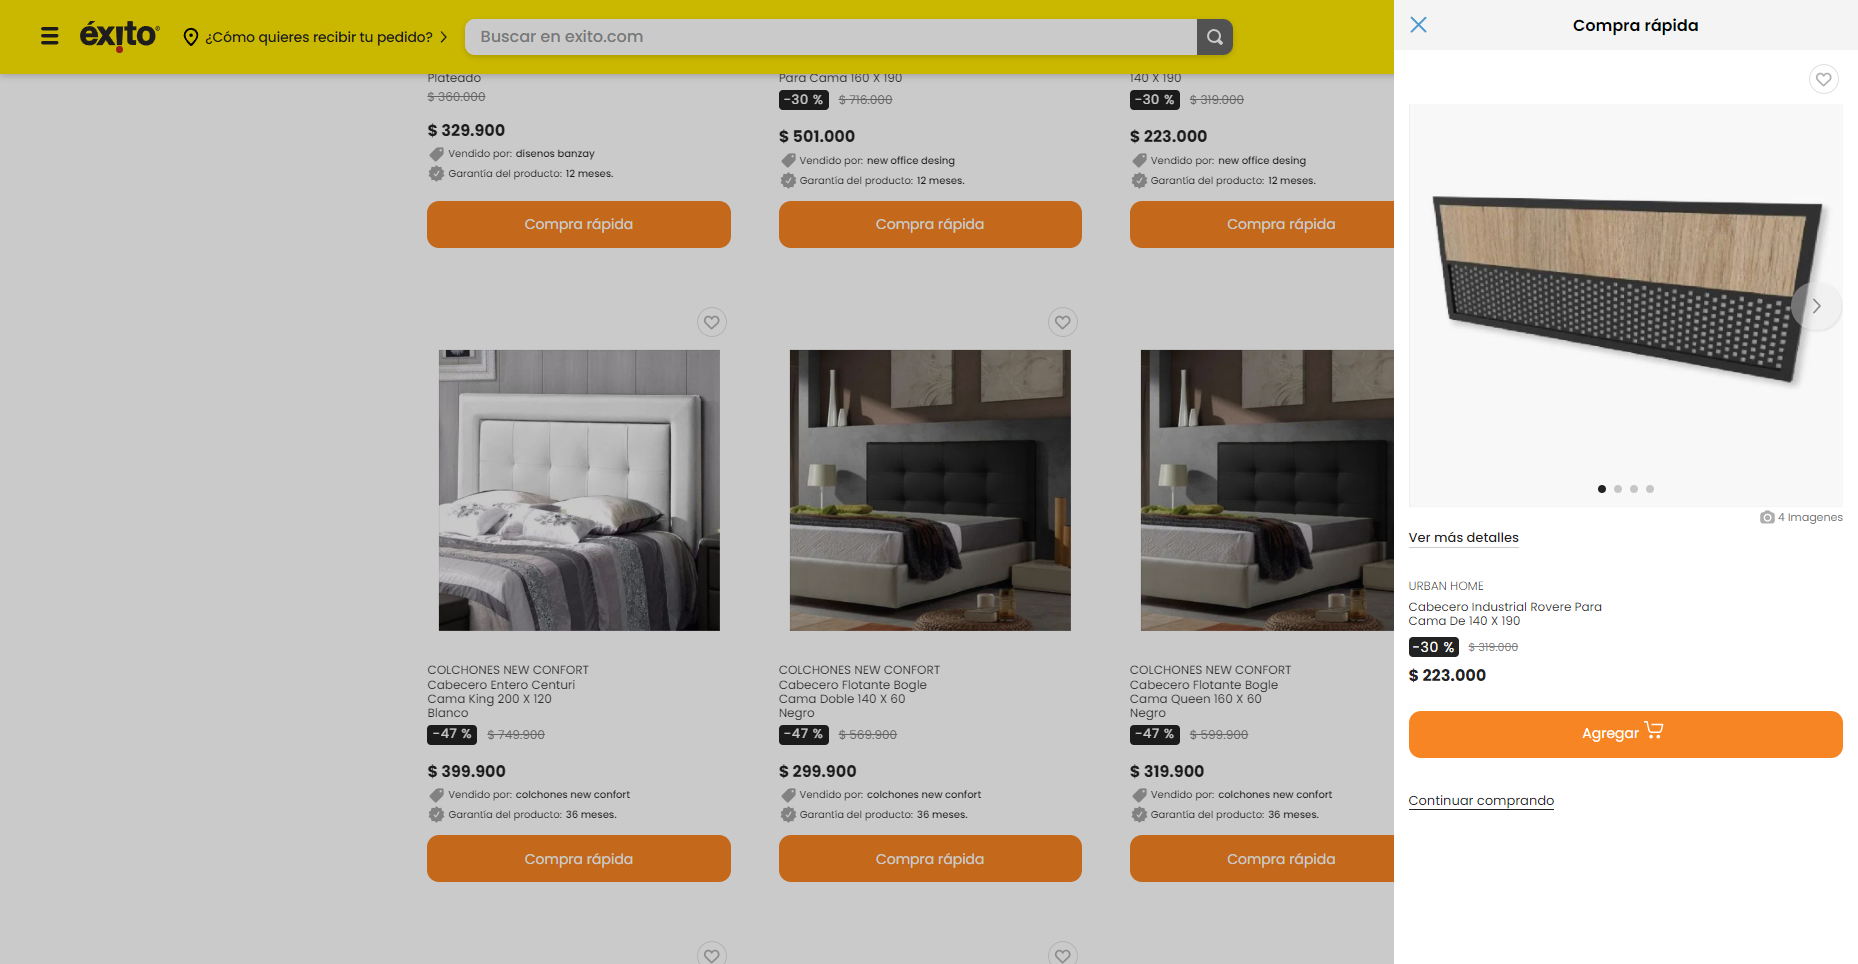 éxito
¿Cómo quieres recibir tu pedido?
Buscar en exito.com
Plateado
$ 360.000
$ 329.900
Vendido por: disenos banzay
Garantía del producto: 12 meses.
Compra rápida
Para Cama 160 X 190
-30 % $ 716.000
$ 501.000
Vendido por: new office desing
Garantía del producto: 12 meses.
Compra rápida
140 X 190
-30 % $ 319.000
$ 223.000
Vendido por: new office desing
Garantía del producto: 12 meses.
Compra rápida
COLCHONES NEW CONFORT
Cabecero Entero Centuri
Cama King 200 X 120
Blanco
-47 % $ 749.900
$ 399.900
Vendido por: colchones new confort
Garantía del producto: 36 meses.
Compra rápida
COLCHONES NEW CONFORT
Cabecero Flotante Bogle
Cama Doble 140 X 60
Negro
-47 % $ 569.900
$ 299.900
Vendido por: colchones new confort
Garantía del producto: 36 meses.
Compra rápida
COLCHONES NEW CONFORT
Cabecero Flotante Bogle
Cama Queen 160 X 60
Negro
-47 % $ 599.900
$ 319.900
Vendido por: colchones new confort
Garantía del producto: 36 meses.
Compra rápida
Compra rápida
4 Imagenes
Ver más detalles
URBAN HOME
Cabecero Industrial Rovere Para
Cama De 140 X 190
-30 % $ 319.000
$ 223.000
Agregar
Continuar comprando